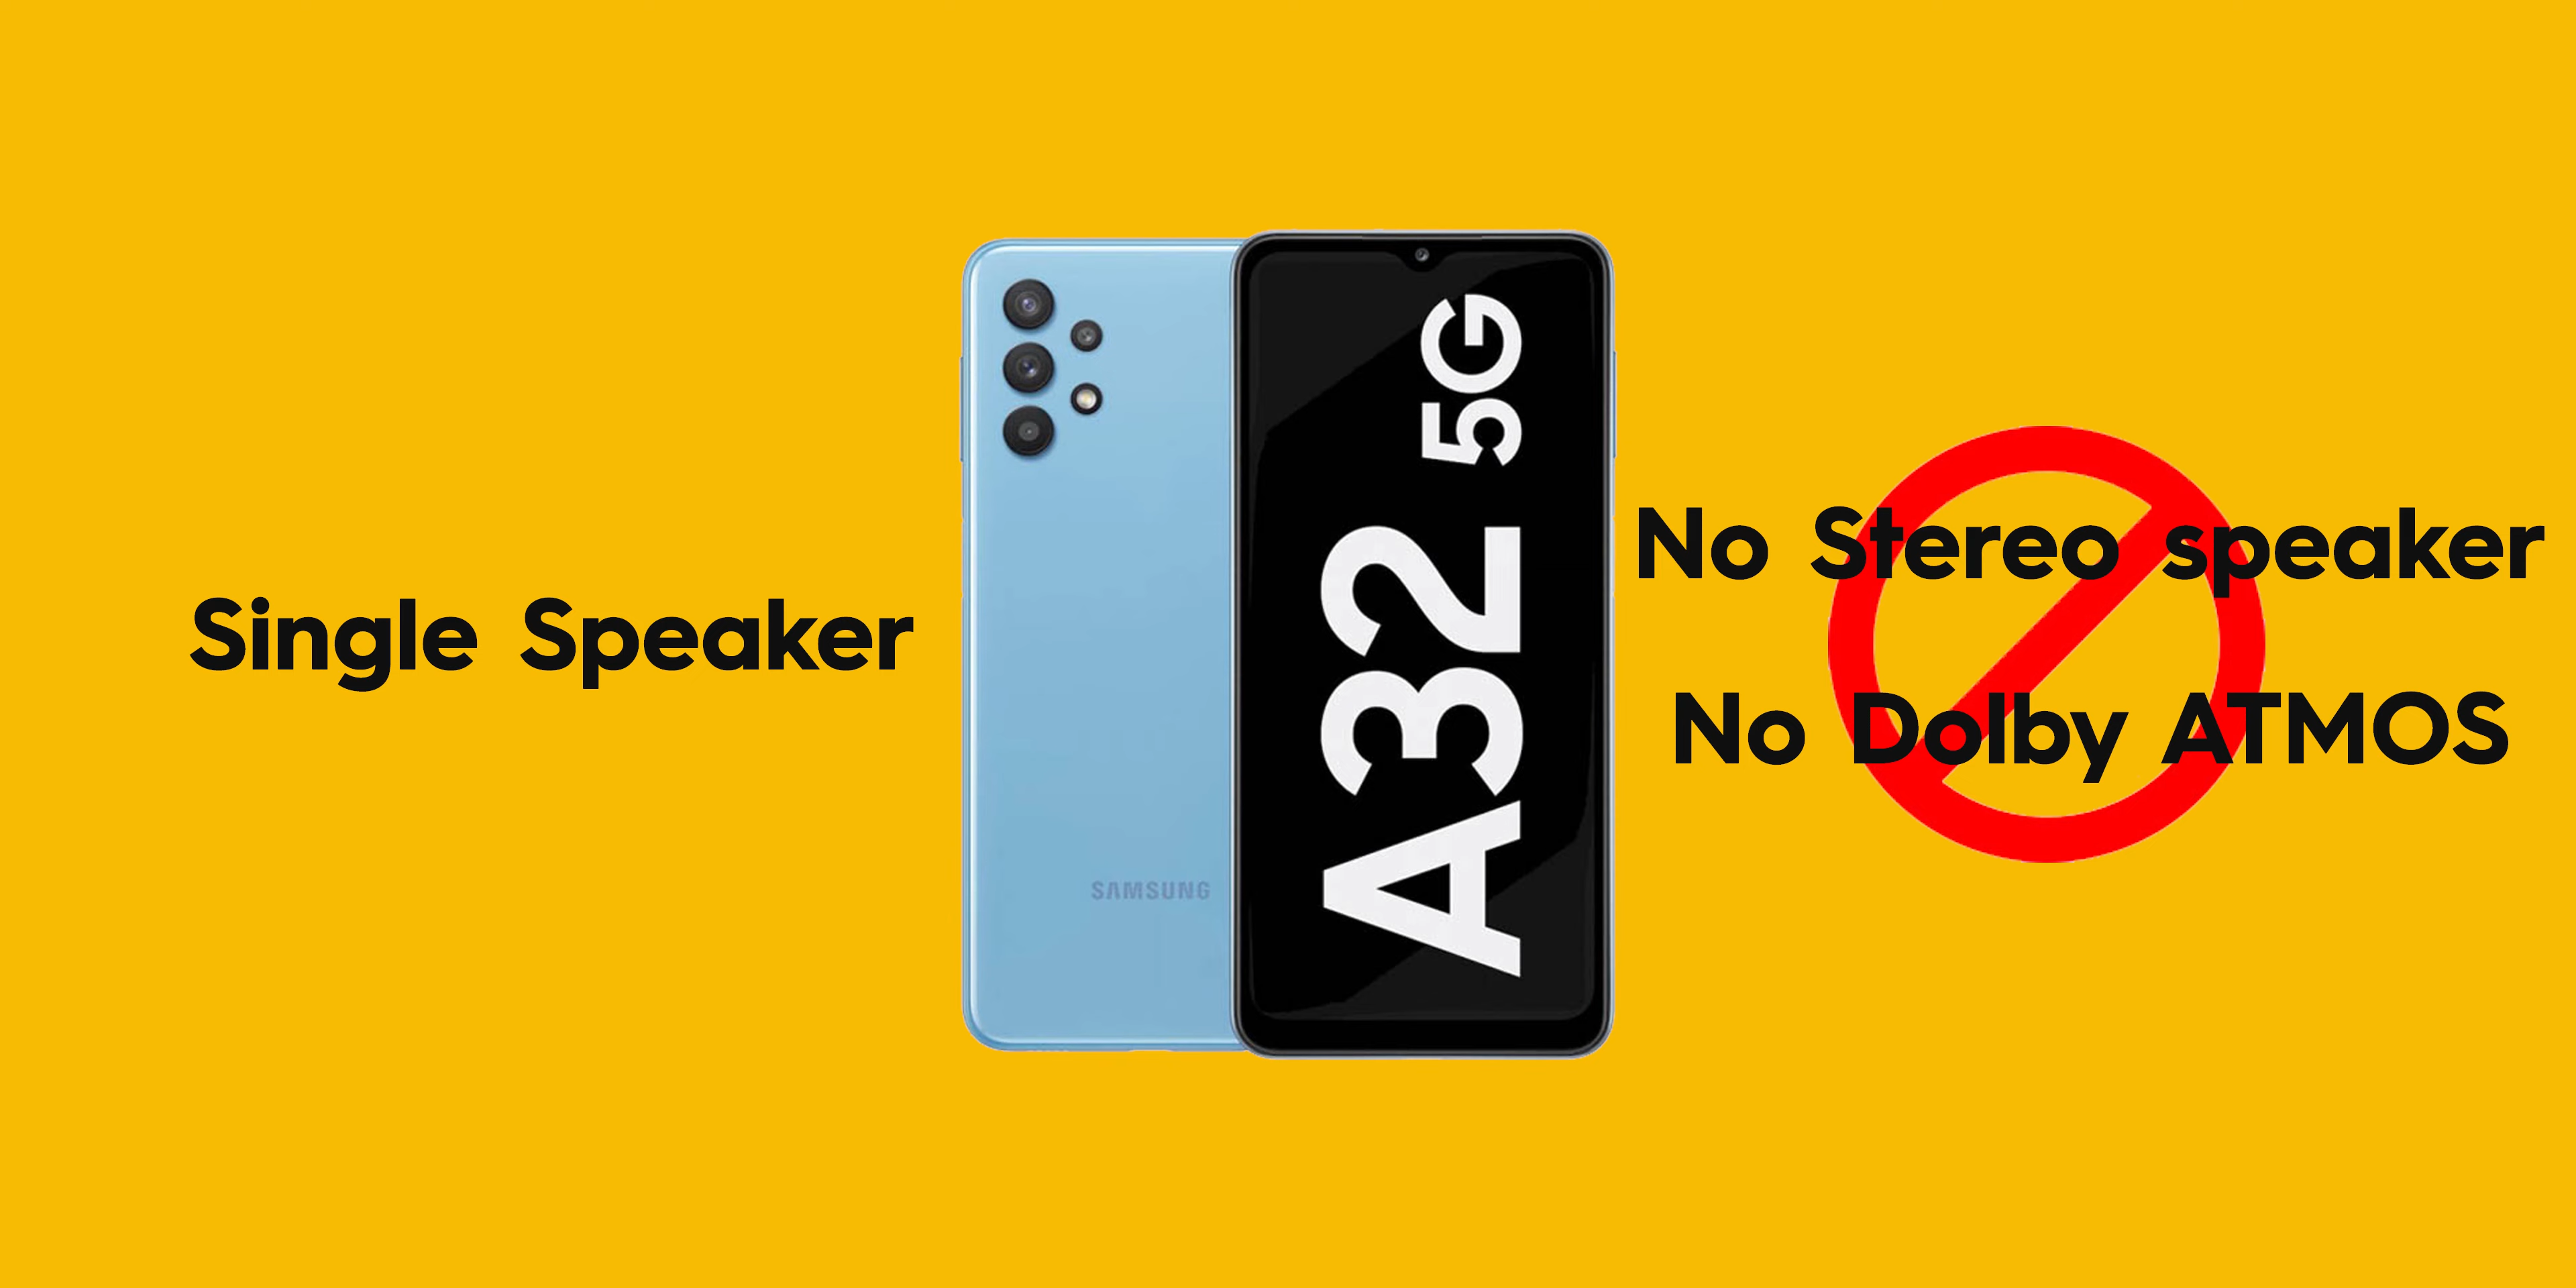 Single Speaker
SAMSUNG
A32 5G
No Stereo speaker
No Dolby ATMOS